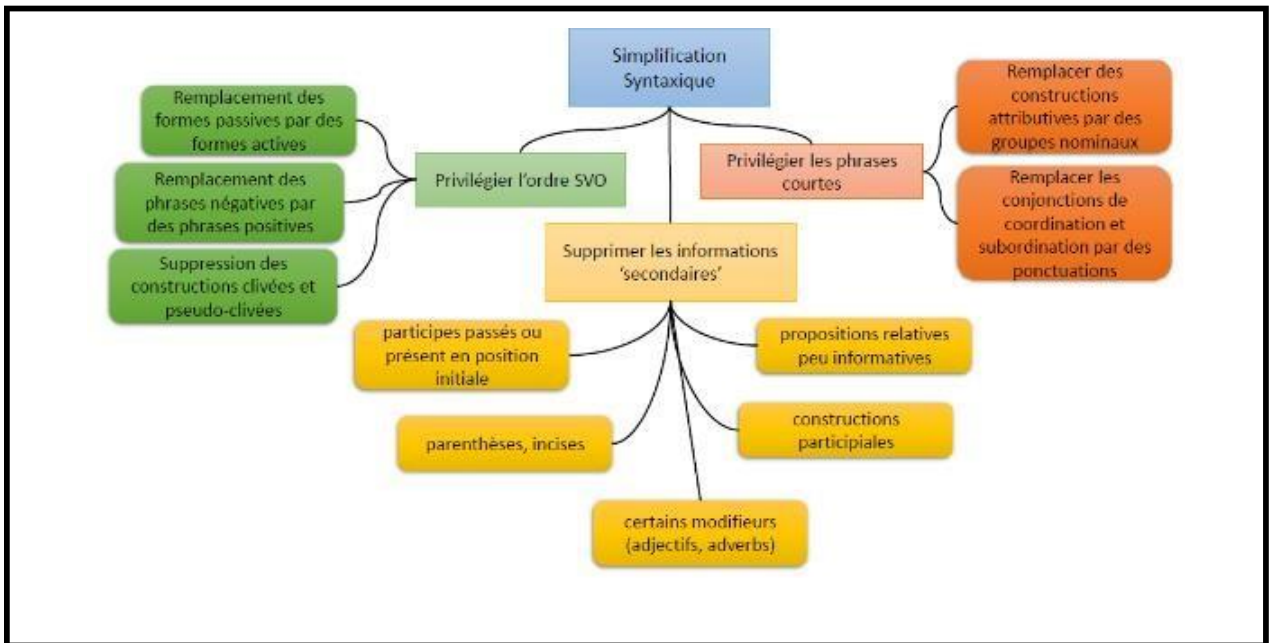 Simplification
Syntaxique
Remplacement des
formes passives par des
formes actives
Remplacement des
phrases négatives par
des phrases positives
Suppression des
constructions clivées et
pseudo-clivées
Privilégier l'ordre SVO
Privilégier les phrases
courtes
Remplacer des
constructions
attributives par des
groupes nominaux
Remplacer les
conjonctions de
coordination et
subordination par des
ponctuations
Supprimer les informations
‘secondaires’
participes passés ou
présent en position
initiale
propositions relatives
peu informatives
parenthèses, incises
constructions
participiales
certains modifieurs
(adjectifs, adverbs)